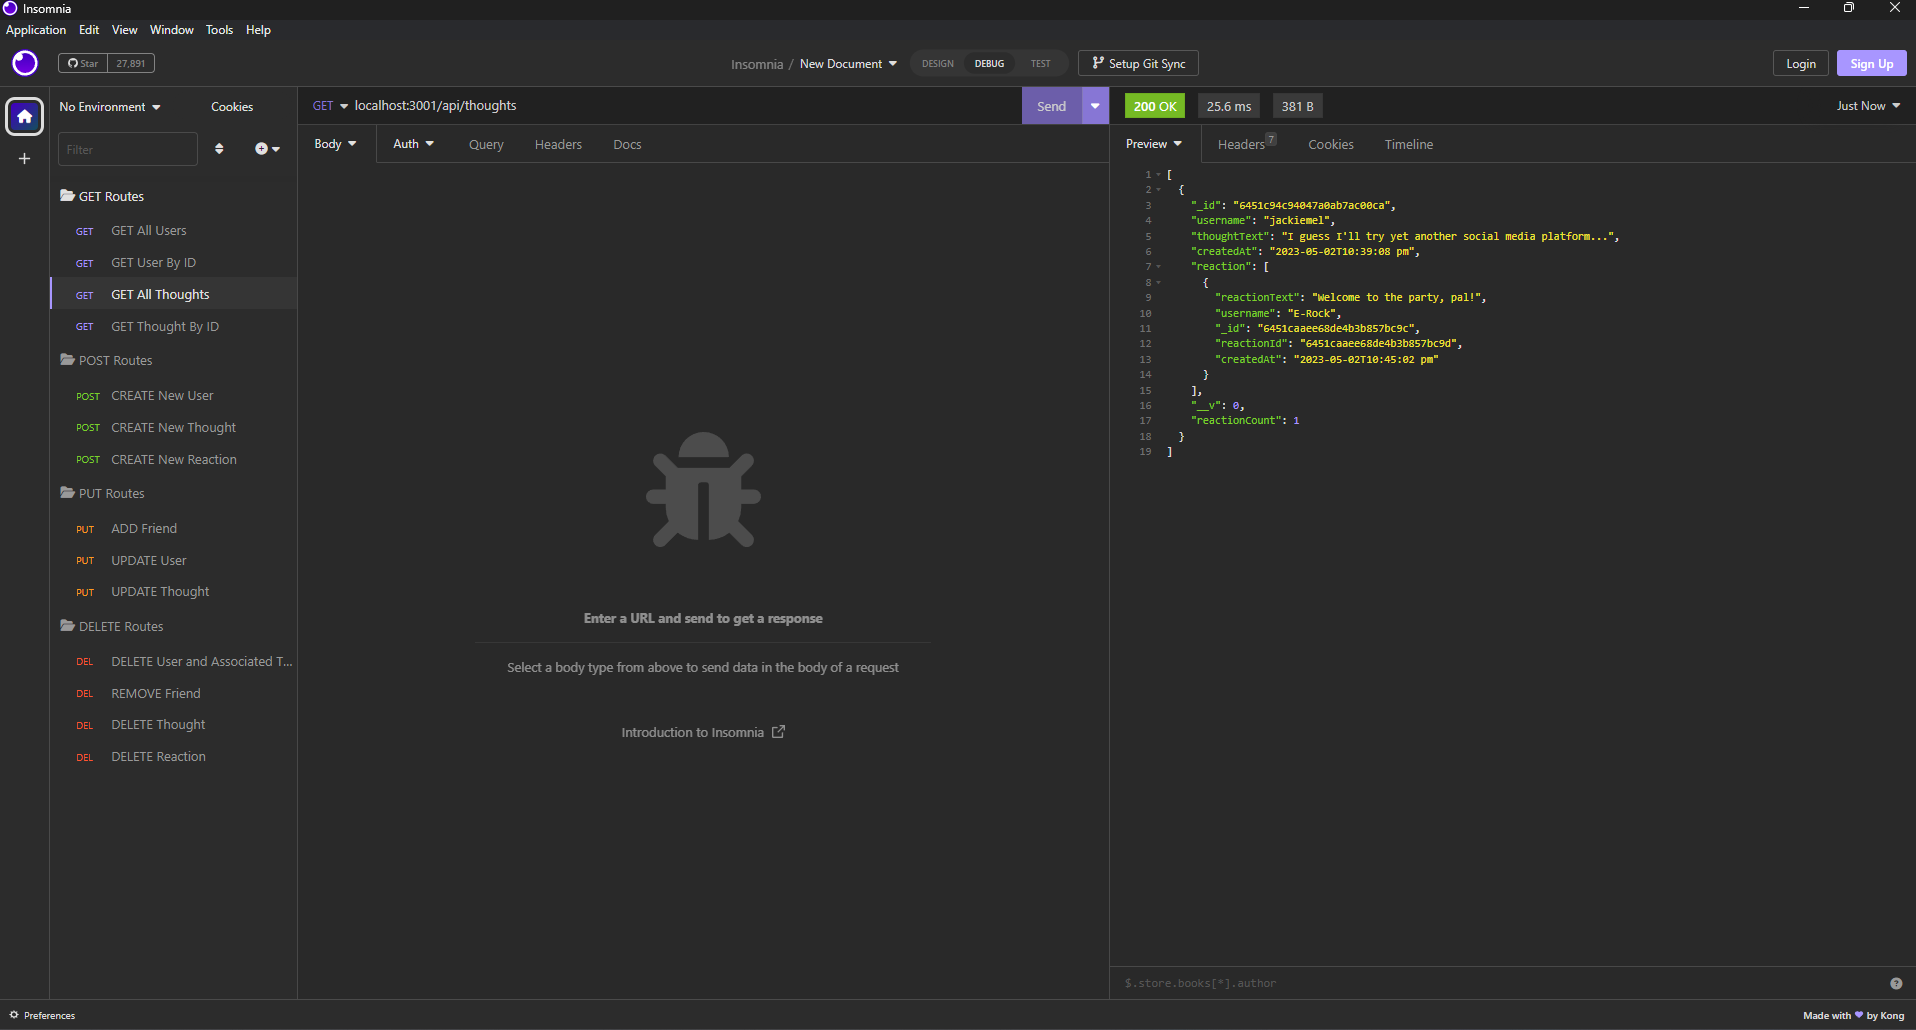 Insomnia
Application Edit View Window Tools Help
Star 27,891
Insomnia / New Document
DESIGN DEBUG TEST
Setup Git Sync
Login
Sign Up
No Environment
Cookies
Filter
GET Routes
GET GET All Users
GET GET User By ID
GET GET All Thoughts
GET GET Thought By ID
POST Routes
POST CREATE New User
POST CREATE New Thought
POST CREATE New Reaction
PUT Routes
PUT ADD Friend
PUT UPDATE User
PUT UPDATE Thought
DELETE Routes
DEL DELETE User and Associated T...
DEL REMOVE Friend
DEL DELETE Thought
DEL DELETE Reaction
GET localhost:3001/api/thoughts
Send
Body Auth Query Headers Docs
Enter a URL and send to get a response
Select a body type from above to send data in the body of a request
Introduction to Insomnia
200 OK 25.6 ms 381 B
Just Now
Preview Headers 7 Cookies Timeline
1 [
2 {
3 "_id": "6451c94c94047a0ab7ac00ca",
4 "username": "jackiemel",
5 "thoughtText": "I guess I'll try yet another social media platform...",
6 "createdAt": "2023-05-02T10:39:08 pm",
7 "reaction": [
8 {
9 "reactionText": "Welcome to the party, pal!",
10 "username": "E-Rock",
11 "_id": "6451caaee68de4b3b857bc9c",
12 "reactionId": "6451caaee68de4b3b857bc9d",
13 "createdAt": "2023-05-02T10:45:02 pm"
14 }
15 ],
16 "__v": 0,
17 "reactionCount": 1
18 }
19 ]
$.store.books[*].author
?
Preferences
Made with ♥ by Kong